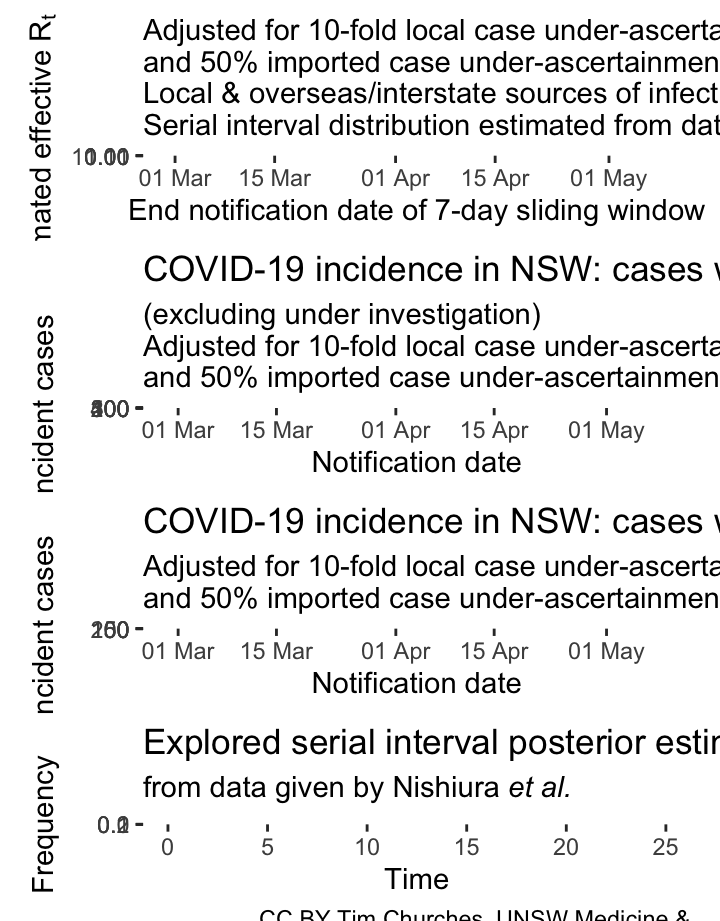 nated effective Rt
Adjusted for 10-fold local case under-ascerta
and 50% imported case under-ascertainmen
Local & overseas/interstate sources of infect
Serial interval distribution estimated from dat
01 Mar 15 Mar 01 Apr 15 Apr 01 May
End notification date of 7-day sliding window
COVID-19 incidence in NSW: cases w
(excluding under investigation)
Adjusted for 10-fold local case under-ascerta
and 50% imported case under-ascertainmen
ncident cases
01 Mar 15 Mar 01 Apr 15 Apr 01 May
Notification date
COVID-19 incidence in NSW: cases w
Adjusted for 10-fold local case under-ascerta
and 50% imported case under-ascertainmen
ncident cases
01 Mar 15 Mar 01 Apr 15 Apr 01 May
Notification date
Explored serial interval posterior estin
from data given by Nishiura et al.
Frequency
0 5 10 15 20 25
Time
CC BY Tim Churches, UNSW Medicine &